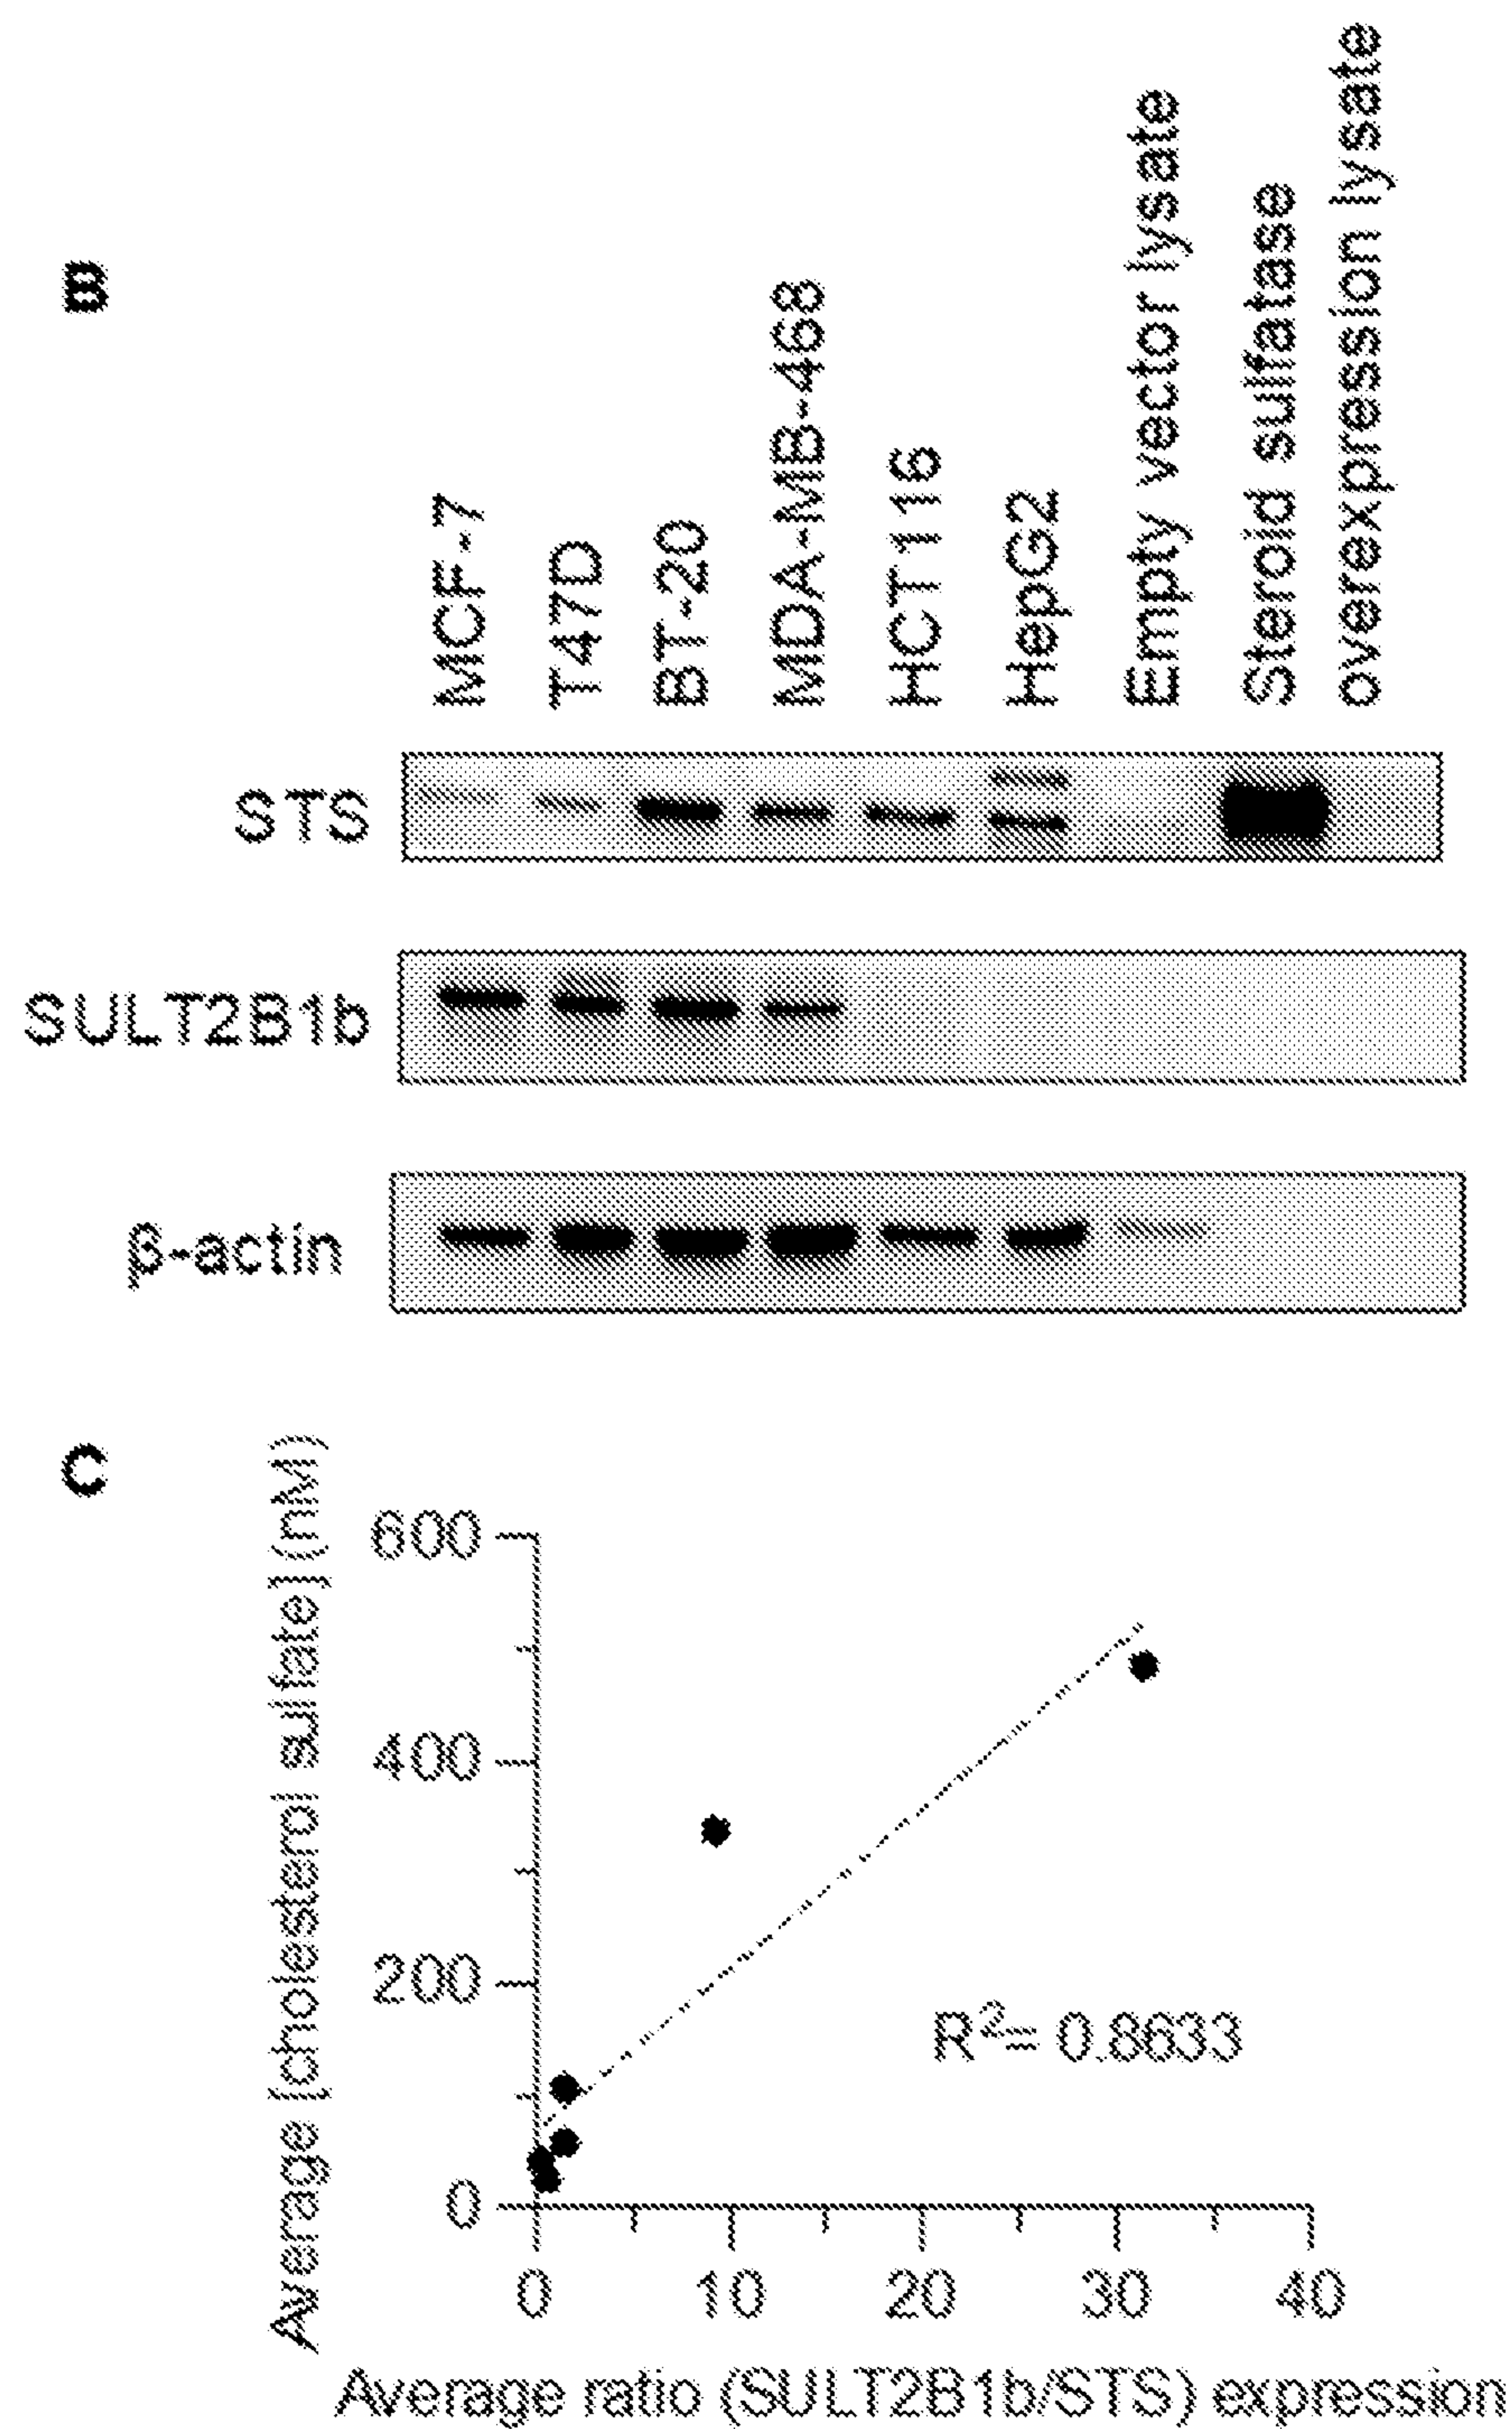 B
MCF-7
T47D
BT-20
MDA-MB-468
HCT116
HepG2
Empty vector lysate
Steroid sulfatase
overexpression lysate
STS
SULT2B1b
β-actin
C
Average [cholesterol sulfate] (nM)
600
400
200
0
R²= 0.8633
0 10 20 30 40
Average ratio (SULT2B1b/STS) expression